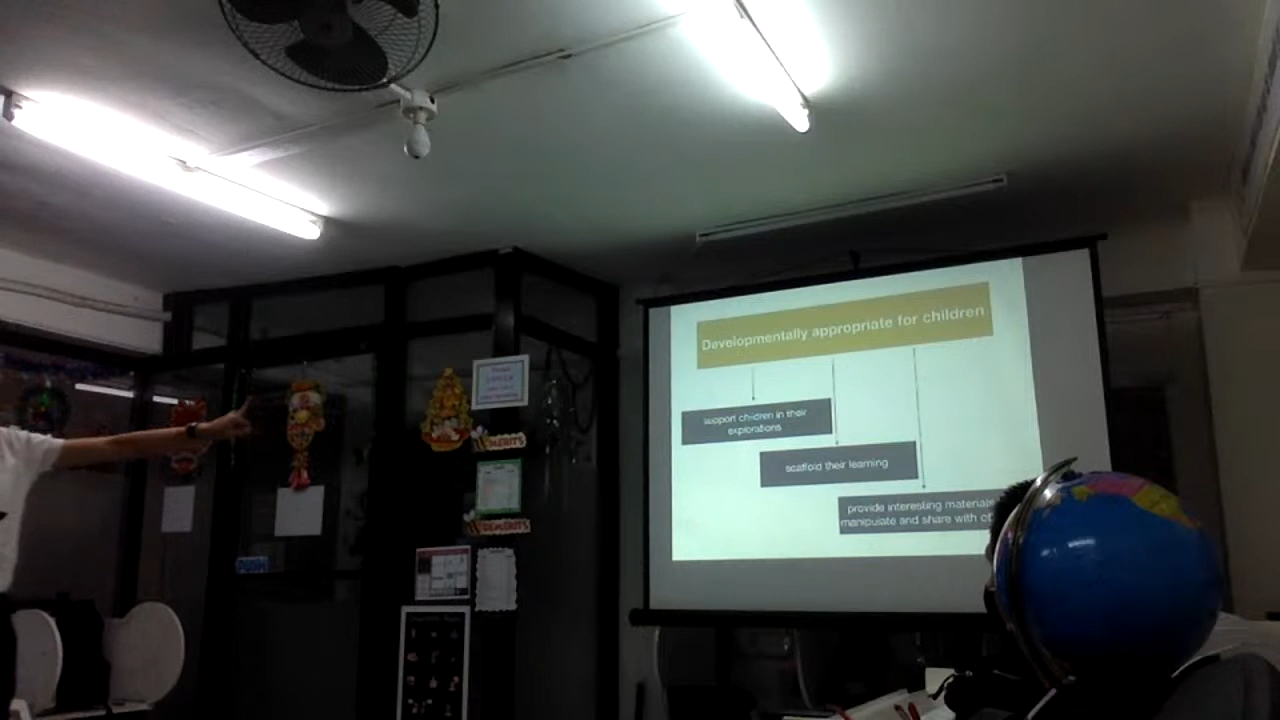 Developmentally appropriate for children
support children in their
explorations
scaffold their learning
provide interesting materials
manipulate and share with
MERITS
DEMERITS
PUSH